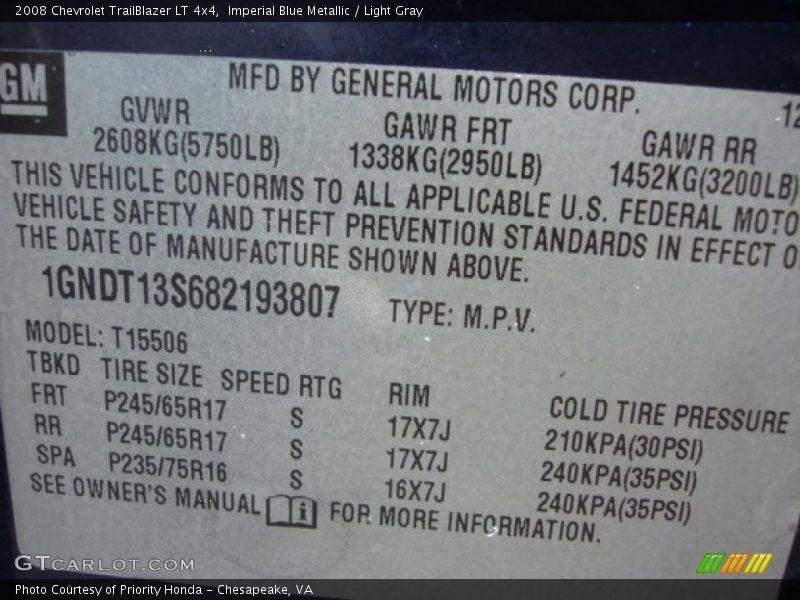 2008 Chevrolet TrailBlazer LT 4x4,  Imperial Blue Metallic / Light Gray
GM
MFD BY GENERAL MOTORS CORP.
12
GVWR GAWR FRT GAWR RR
2608KG(5750LB) 1338KG(2950LB) 1452KG(3200LB)
THIS VEHICLE CONFORMS TO ALL APPLICABLE U.S. FEDERAL MOTO
VEHICLE SAFETY AND THEFT PREVENTION STANDARDS IN EFFECT O
THE DATE OF MANUFACTURE SHOWN ABOVE.
1GNDT13S682193807 TYPE: M.P.V.
MODEL: T15506
TBKD TIRE SIZE SPEED RTG RIM COLD TIRE PRESSURE
FRT P245/65R17 S 17X7J 210KPA(30PSI)
RR P245/65R17 S 17X7J 240KPA(35PSI)
SPA P235/75R16 S 16X7J 240KPA(35PSI)
SEE OWNER'S MANUAL i FOR MORE INFORMATION.
GTCARLOT.COM
Photo Courtesy of Priority Honda – Chesapeake, VA